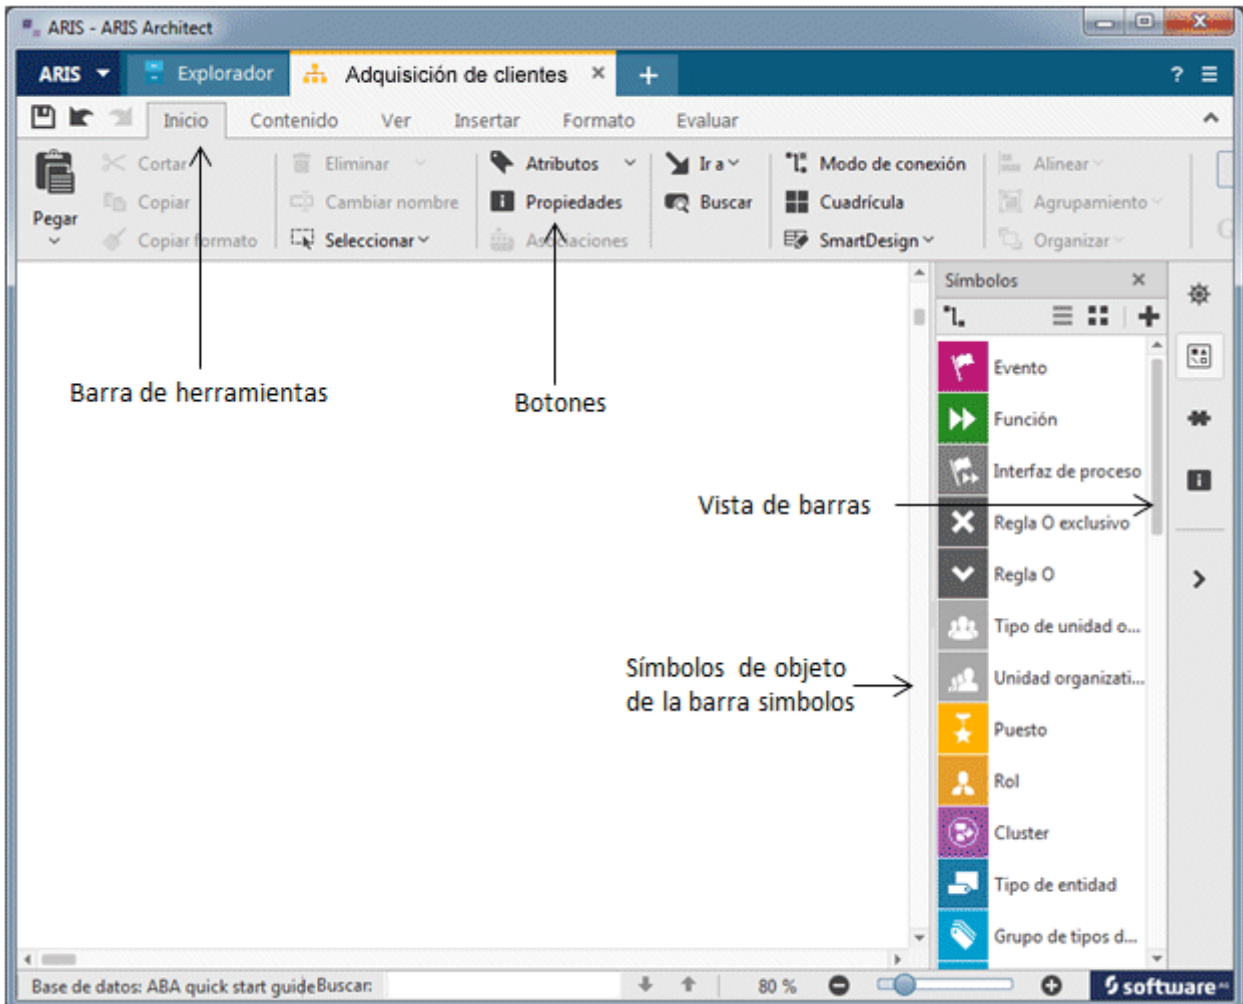 ARIS - ARIS Architect
ARIS Explorador Adquisición de clientes × +  ?
Inicio Contenido Ver Insertar Formato Evaluar
Cortar Eliminar Atributos Ir a Modo de conexión Alinear
Pegar Copiar Cambiar nombre Propiedades Buscar Cuadrícula Agrupamiento
Copiar formato Seleccionar Asociaciones SmartDesign Organizar
Símbolos
Evento
Barra de herramientas
Botones
Función
Interfaz de proceso
Vista de barras
Regla O exclusivo
Regla O
Tipo de unidad o...
Símbolos de objeto
de la barra simbolos
Unidad organizati...
Puesto
Rol
Cluster
Tipo de entidad
Grupo de tipos d...
Base de datos: ABA quick start guide Buscar: 80 % software AG